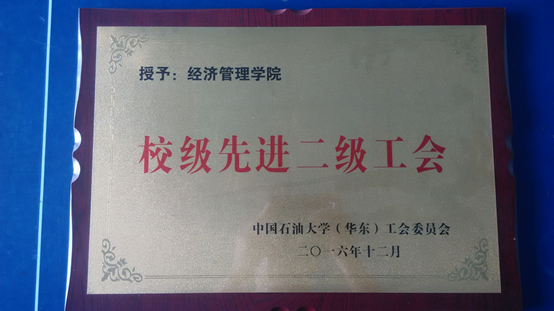 授予：经济管理学院
校级先进二级工会
中国石油大学（华东）工会委员会
二〇一六年十二月